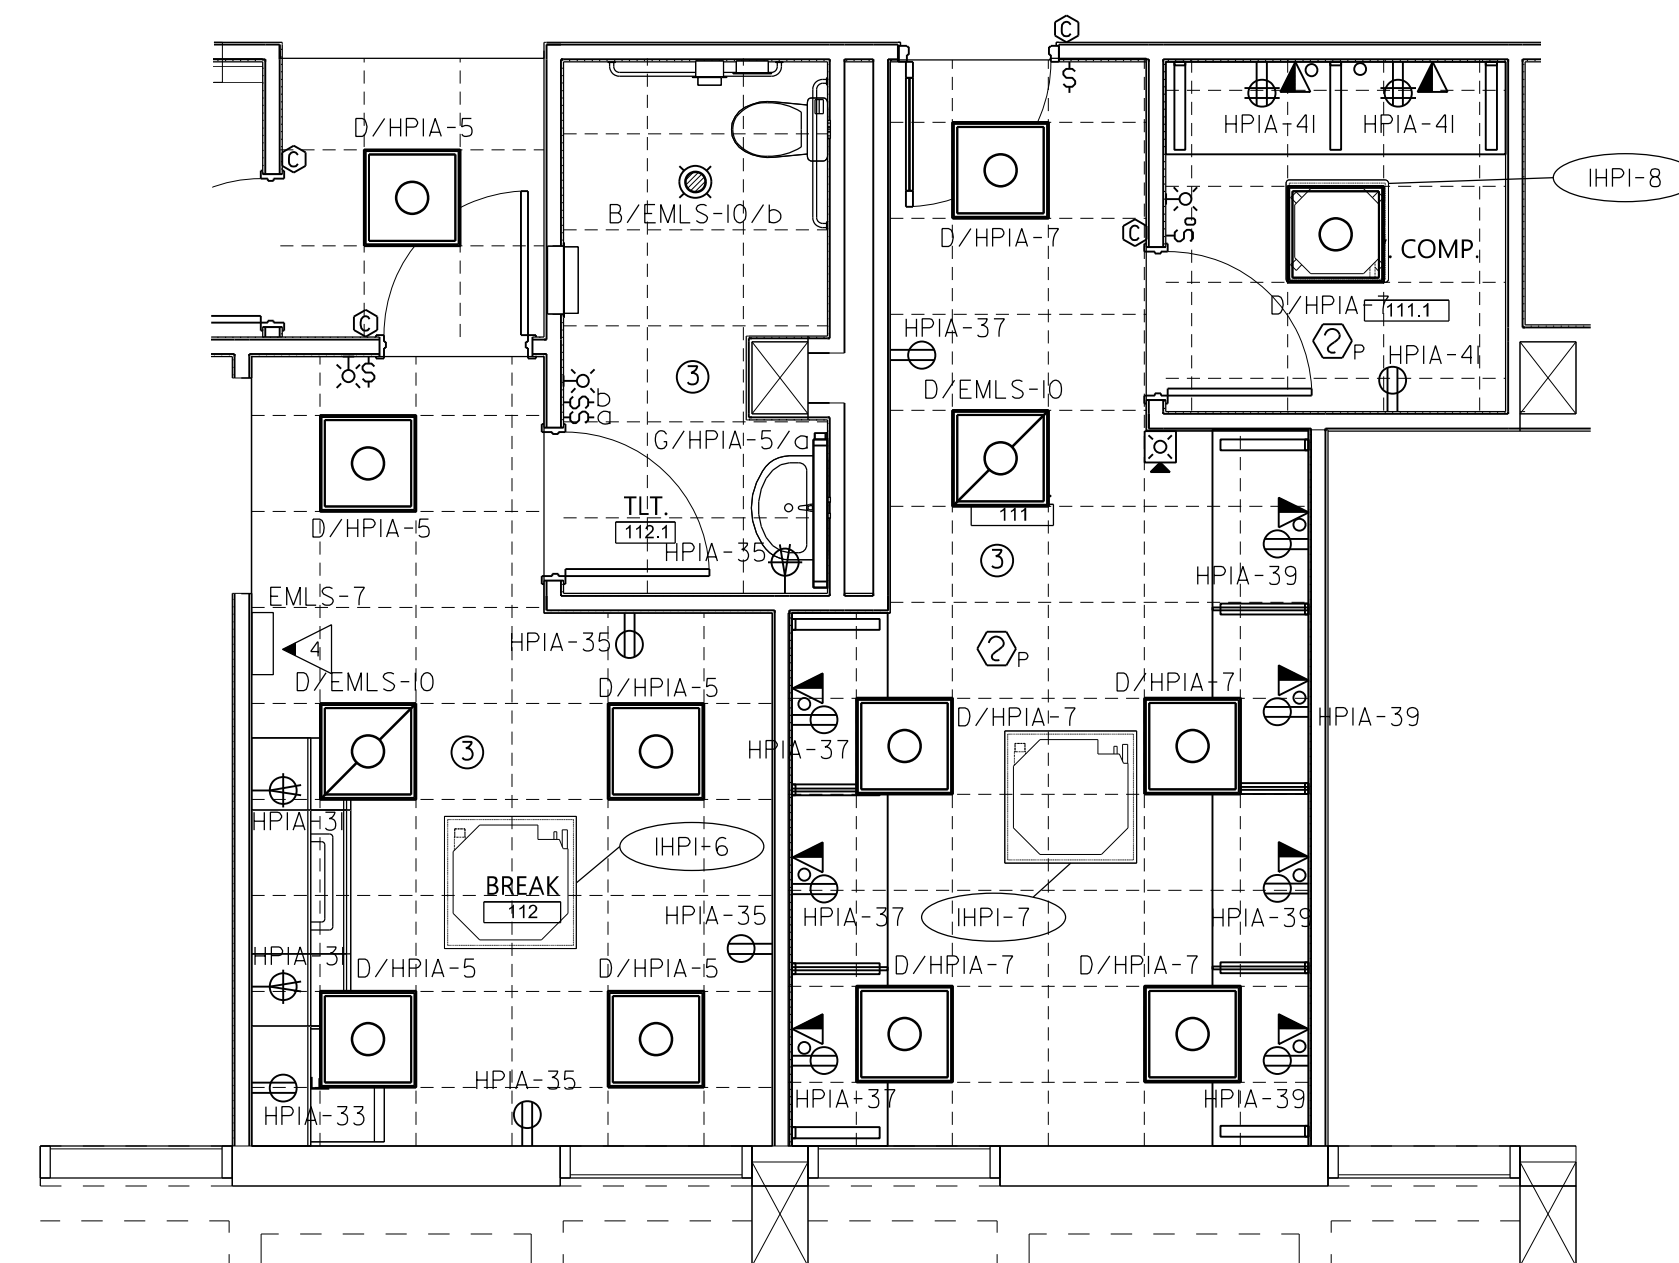 C
S
D/HPIA-5
HPIA-41
HPIA-41
C
IHPI-8
B/EMLS-10/b
D/HPIA-7
C
Sa
. COMP.
D/HPIA-7
111.1
C
HPIA-37
P
HPIA-41
S
3
D/EMLS-10
S b
S a
G/HPIA-5/a
TLT.
112.1
111
D/HPIA-5
HPIA-35
3
HPIA-39
EMLS-7
4
HPIA-35
P
D/EMLS-10
D/HPIA-5
D/HPIA-7
D/HPIA-7
HPIA-39
3
HPIA-37
HPIA-31
IHPI-6
BREAK
112
HPIA-35
HPIA-37
IHPI-7
HPIA-39
HPIA-31
D/HPIA-5
D/HPIA-5
D/HPIA-7
D/HPIA-7
HPIA-35
HPIA-33
HPIA-37
HPIA-39